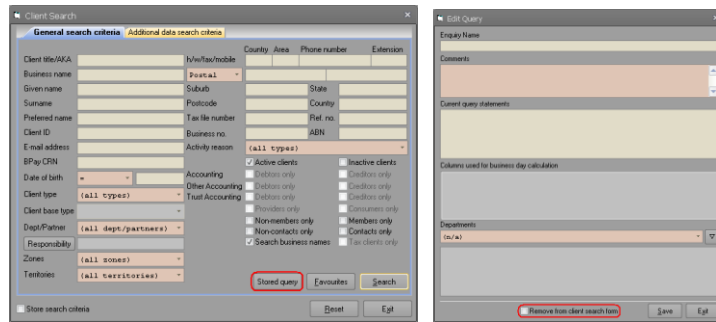 Client Search
General search criteria Additional data search criteria
Country Area Phone number Extension
Client title/AKA h/w/fax/mobile
Business name Postal
Given name Suburb State
Surname Postcode Country
Preferred name Tax file number Ref. no.
Client ID Business no. ABN
E-mail address Activity reason (all types)
BPay CRN Active clients Inactive clients
Date of birth = Accounting Debtors only Creditors only
Other Accounting Debtors only Creditors only
Client type (all types) Trust Accounting Debtors only Creditors only
Client base type Providers only Consumers only
Dept/Partner (all dept/partners) Non-members only Members only
Non-contacts only Contacts only
Responsibility Search business names Tax clients only
Zones (all zones)
Territories (all territories) Stored query Favourites Search
Store search criteria Reset Exit
Edit Query
Enquiry Name
Comments
Current query statements
Columns used for business day calculation
Departments
(n/a)
Remove from client search form Save Exit